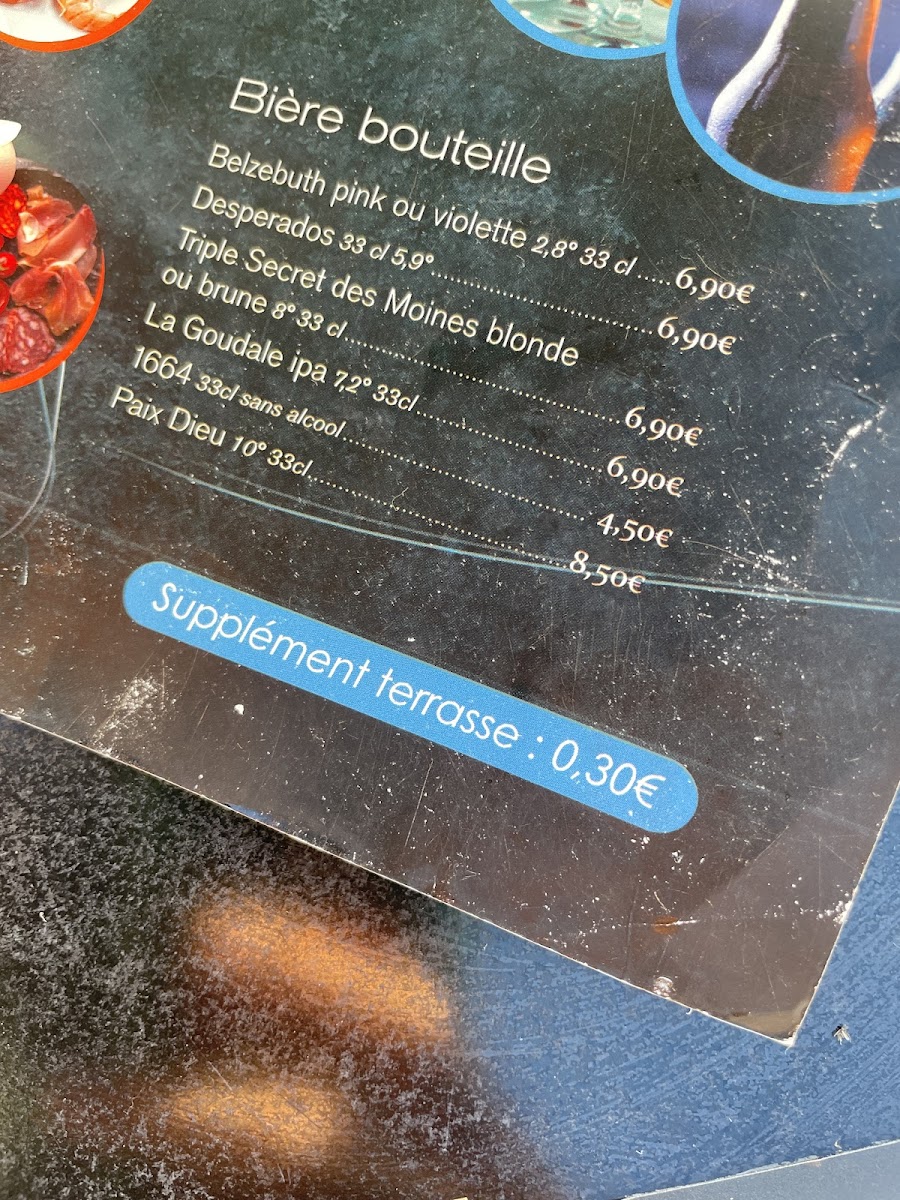 Bière bouteille
Belzebuth pink ou violette 2,8° 33 cl.....6,90€
Desperados 33 cl 5,9°..............................6,90€
Triple Secret des Moines blonde
ou brune 8° 33 cl.....................................6,90€
La Goudale ipa 7,2° 33cl..........................6,90€
1664 33cl sans alcool................................4,50€
Paix Dieu 10° 33cl...................................8,50€
Supplément terrasse : 0,30€